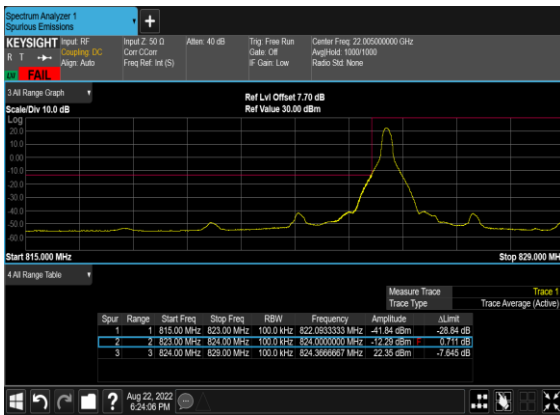 Spectrum Analyzer 1
Spurious Emissions
KEYSIGHT Input: RF Input Z: 50 Ω Atten: 40 dB Trig: Free Run Center Freq: 22.005000000 GHz
R T Coupling: DC Corr CCorr Gate: Off Avg|Hold: 1000/1000
Align: Auto Freq Ref: Int (S) IF Gain: Low Radio Std: None
FAIL
3 All Range Graph
Ref Lvl Offset 7.70 dB
Scale/Div 10.0 dB Ref Value 30.00 dBm
Log
20.0
10.0
0.00
-10.0
-20.0
-30.0
-40.0
-50.0
-60.0
Start 815.000 MHz Stop 829.000 MH
4 All Range Table
Measure Trace Trace 1
Trace Type Trace Average (Active)
Spur Range Start Freq Stop Freq RBW Frequency Amplitude ΔLimit
1 1 815.00 MHz 823.00 MHz 100.0 kHz 822.0933333 MHz -41.84 dBm -28.84 dB
2 2 823.00 MHz 824.00 MHz 100.0 kHz 824.0000000 MHz -12.29 dBm F 0.711 dB
3 3 824.00 MHz 829.00 MHz 100.0 kHz 824.3666667 MHz 22.35 dBm -7.645 dB
Aug 22, 2022
6:24:06 PM